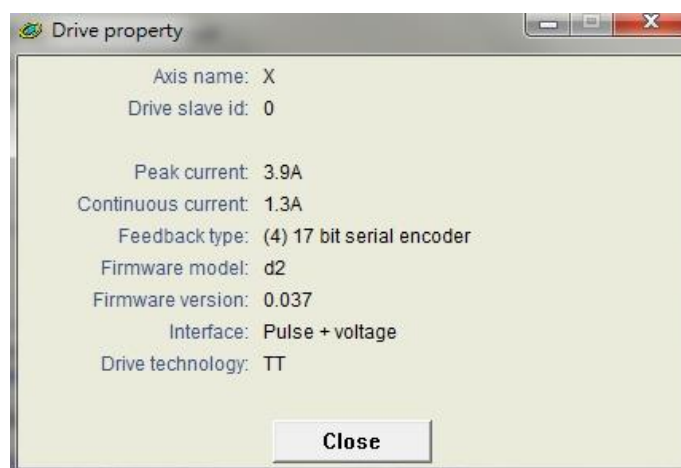 Drive property
Axis name: X
Drive slave id: 0
Peak current: 3.9A
Continuous current: 1.3A
Feedback type: (4) 17 bit serial encoder
Firmware model: d2
Firmware version: 0.037
Interface: Pulse + voltage
Drive technology: TT
Close